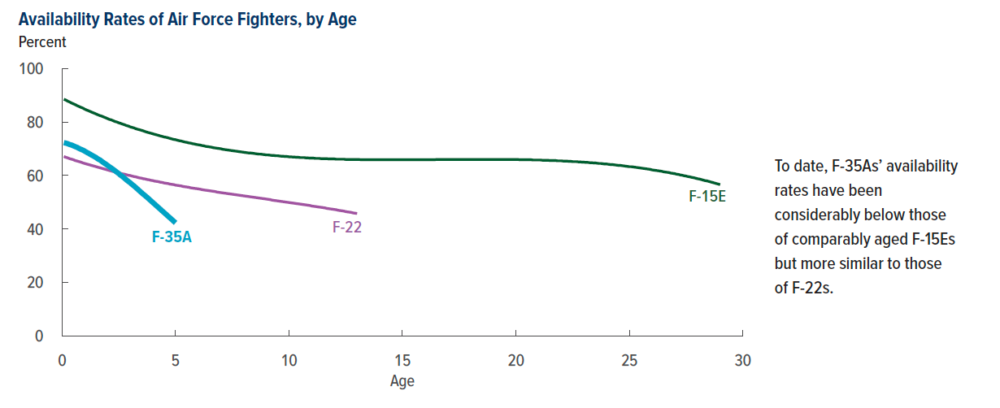 Availability Rates of Air Force Fighters, by Age
Percent
100
80
60
40
20
0
0 5 10 15 20 25 30
Age
F-15E
F-22
F-35A
To date, F-35As’ availability
rates have been
considerably below those
of comparably aged F-15Es
but more similar to those
of F-22s.